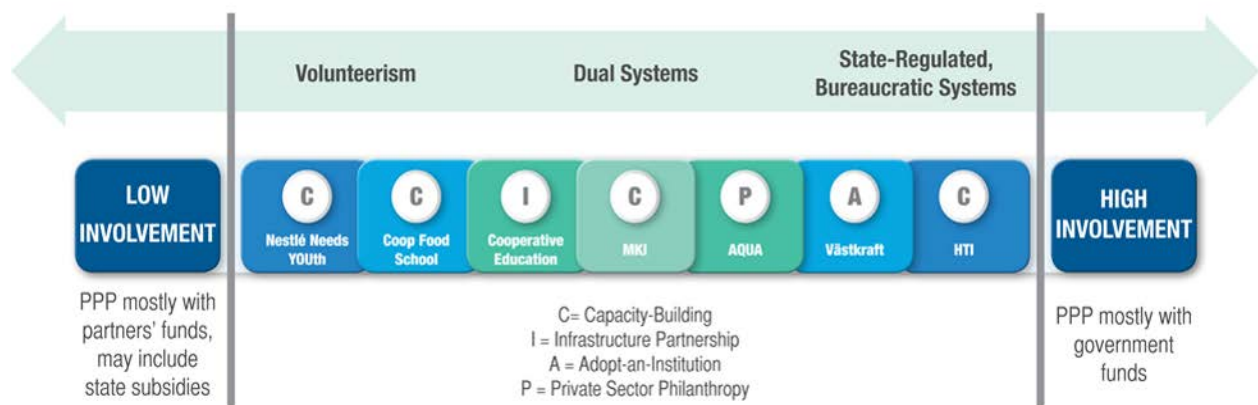 Volunteerism
Dual Systems
State-Regulated,
Bureaucratic Systems
LOW
INVOLVEMENT
C
Nestlé Needs
YOUth
C
Coop Food
School
I
Cooperative
Education
C
MKI
P
AQUA
A
Västkraft
C
HTI
HIGH
INVOLVEMENT
PPP mostly with
partners' funds,
may include
state subsidies
C= Capacity-Building
I = Infrastructure Partnership
A = Adopt-an-Institution
P = Private Sector Philanthropy
PPP mostly with
government
funds